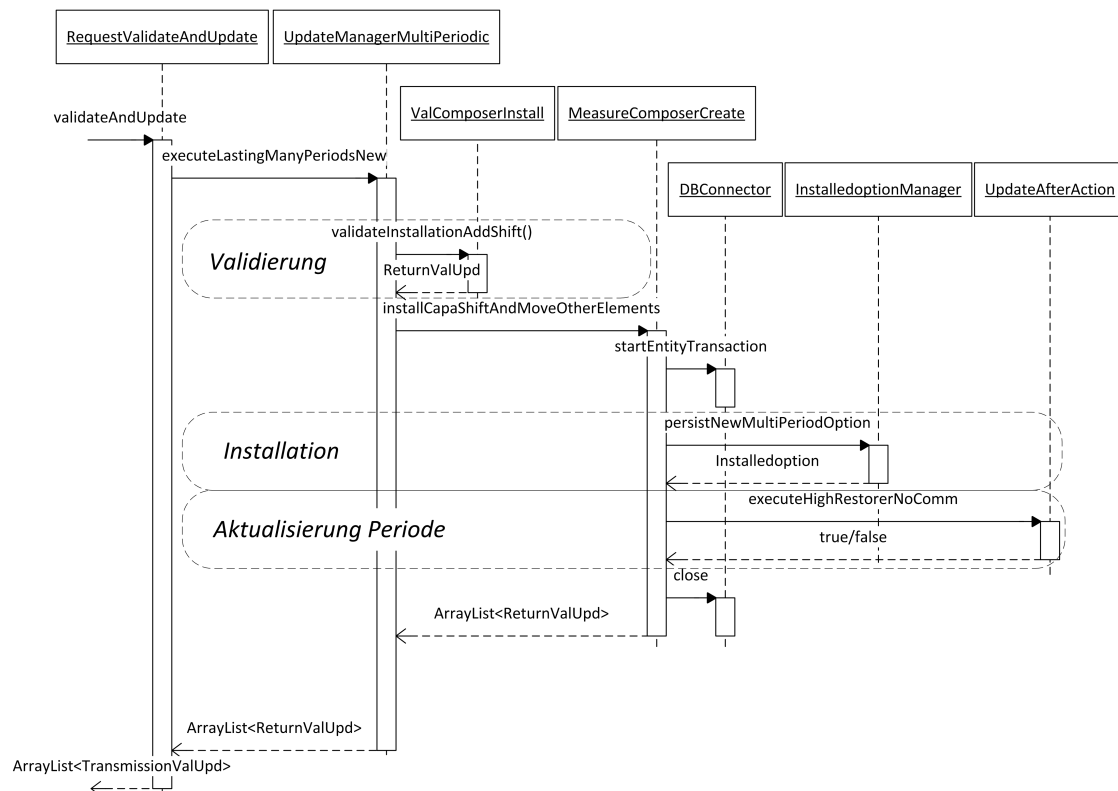 RequestValidateAndUpdate
UpdateManagerMultiPeriodic
ValComposerInstall
MeasureComposerCreate
validateAndUpdate
executeLastingManyPeriodsNew
DBConnector
InstalledoptionManager
UpdateAfterAction
validateInstallationAddShift()
Validierung
ReturnValUpd
installCapaShiftAndMoveOtherElements
startEntityTransaction
persistNewMultiPeriodOption
Installation
Installedoption
executeHighRestorerNoComm
Aktualisierung Periode
true/false
close
ArrayList<ReturnValUpd>
ArrayList<ReturnValUpd>
ArrayList<TransmissionValUpd>